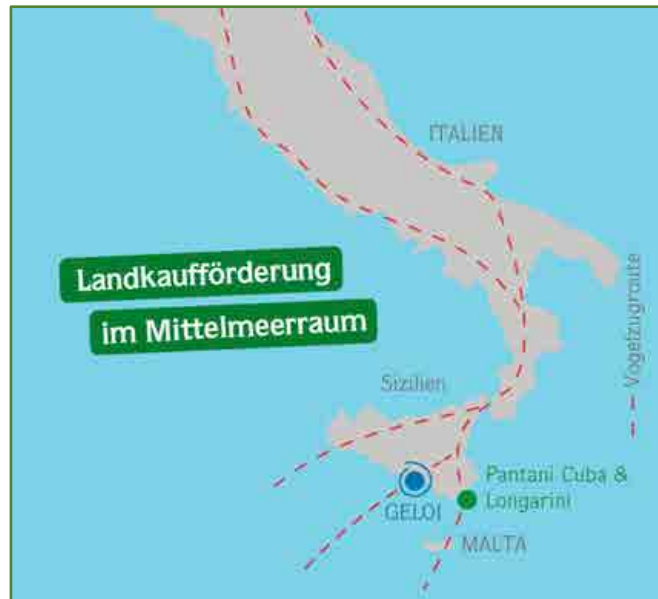 ITALIEN
Landkaufförderung
im Mittelmeerraum
Vogelzugroute
Sizilien
Pantani Cuba &
Longarini
GELOI
MALTA